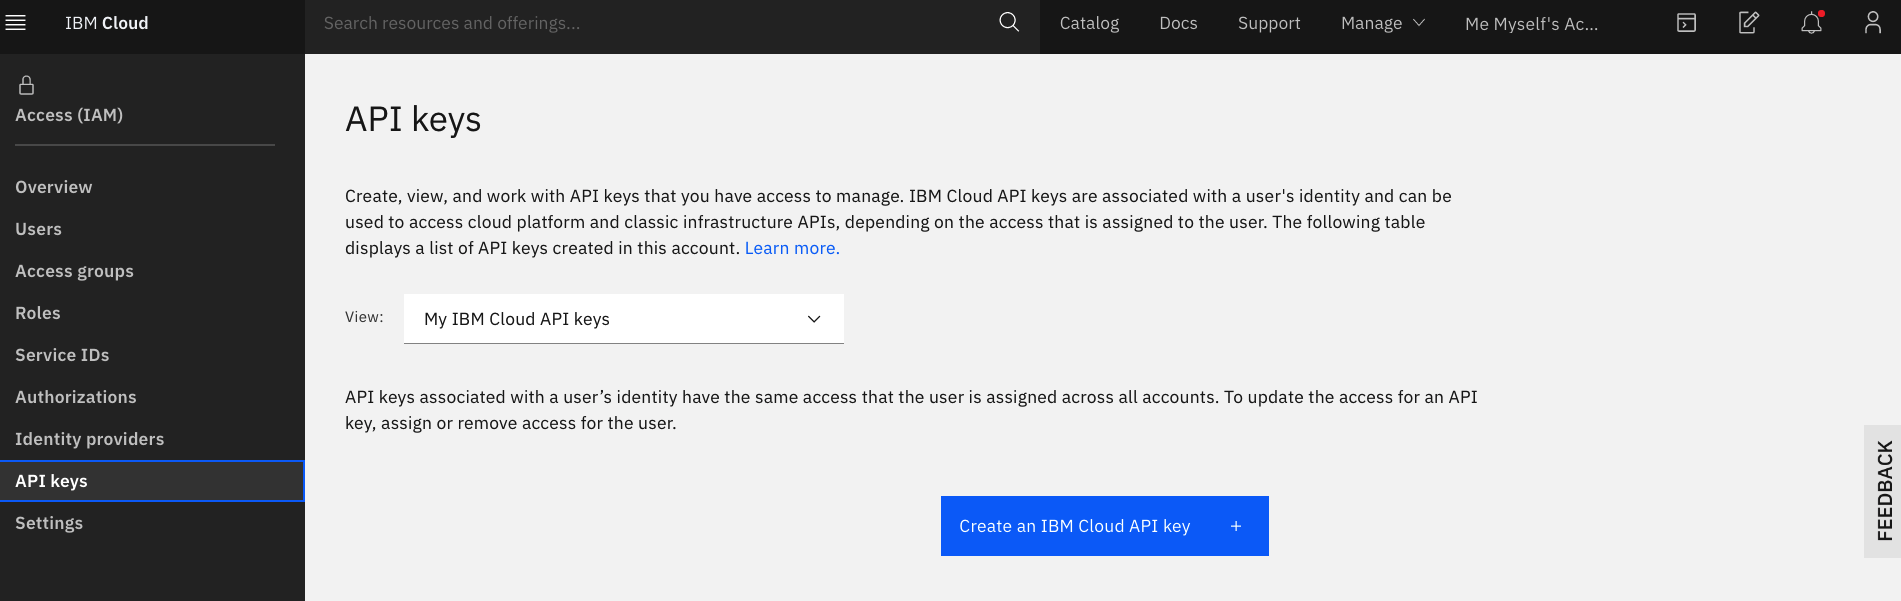 IBM Cloud
Search resources and offerings...
Catalog
Docs
Support
Manage
Me Myself's Ac...
Access (IAM)
Overview
Users
Access groups
Roles
Service IDs
Authorizations
Identity providers
API keys
Settings
API keys
Create, view, and work with API keys that you have access to manage. IBM Cloud API keys are associated with a user's identity and can be
used to access cloud platform and classic infrastructure APIs, depending on the access that is assigned to the user. The following table
displays a list of API keys created in this account. Learn more.
View:
My IBM Cloud API keys
API keys associated with a user’s identity have the same access that the user is assigned across all accounts. To update the access for an API
key, assign or remove access for the user.
Create an IBM Cloud API key +
FEEDBACK